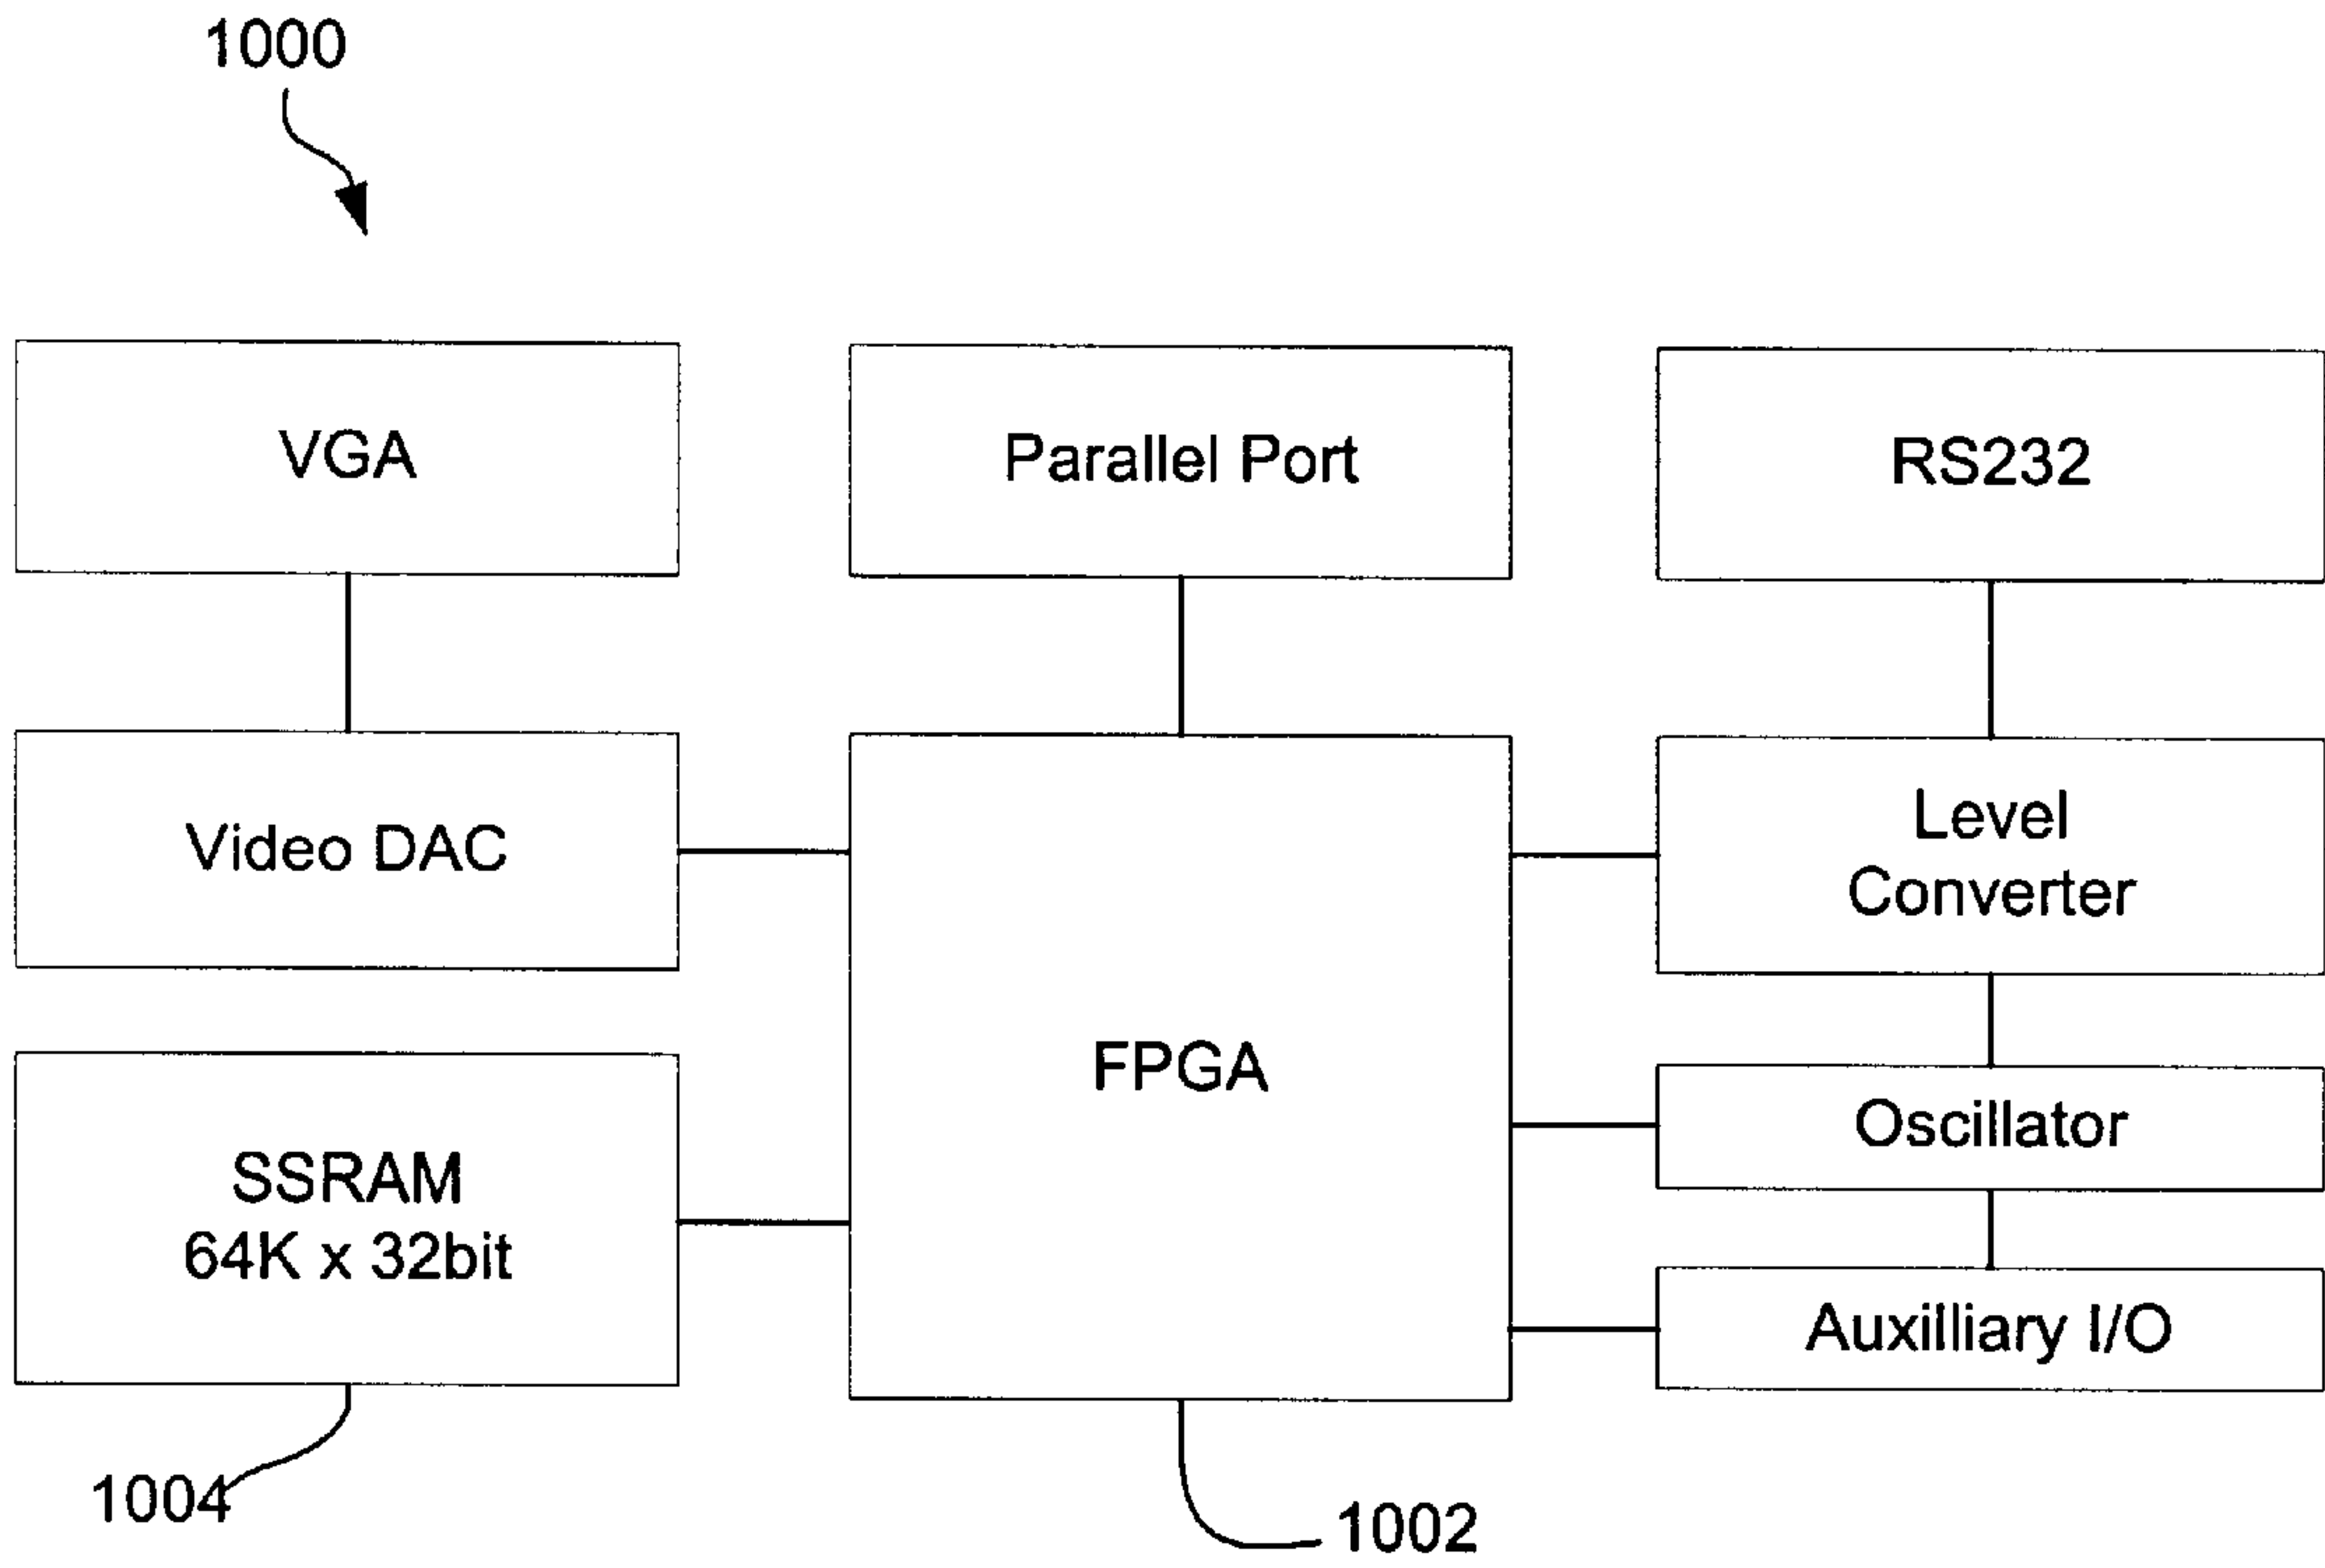 1000
VGA
Parallel Port
RS232
Video DAC
Level
Converter
FPGA
SSRAM
64K x 32bit
Oscillator
Auxilliary I/O
1004
1002